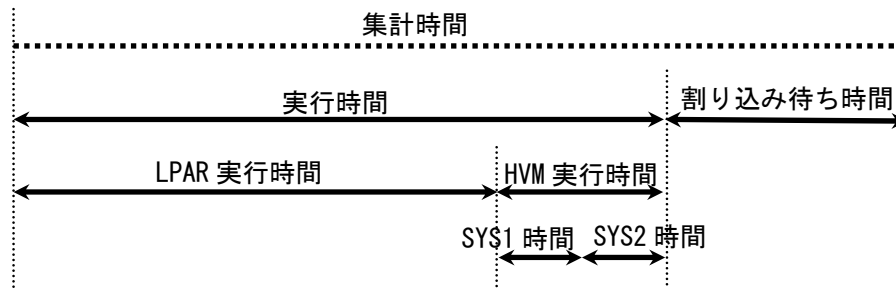 集計時間
実行時間
割り込み待ち時間
LPAR 実行時間
HVM 実行時間
SYS1 時間
SYS2 時間